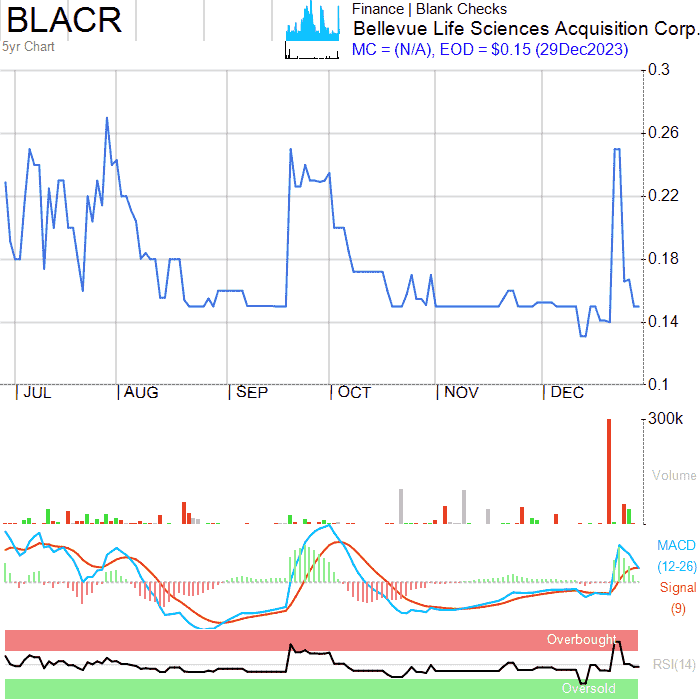 BLACR
5yr Chart
Finance | Blank Checks
Bellevue Life Sciences Acquisition Corp.
MC = (N/A), EOD = $0.15 (29Dec2023)
0.3
0.26
0.22
0.18
0.14
0.1
JUL AUG SEP OCT NOV DEC
300k
Volume
MACD
(12-26)
Signal
(9)
Overbought
RSI(14)
Oversold